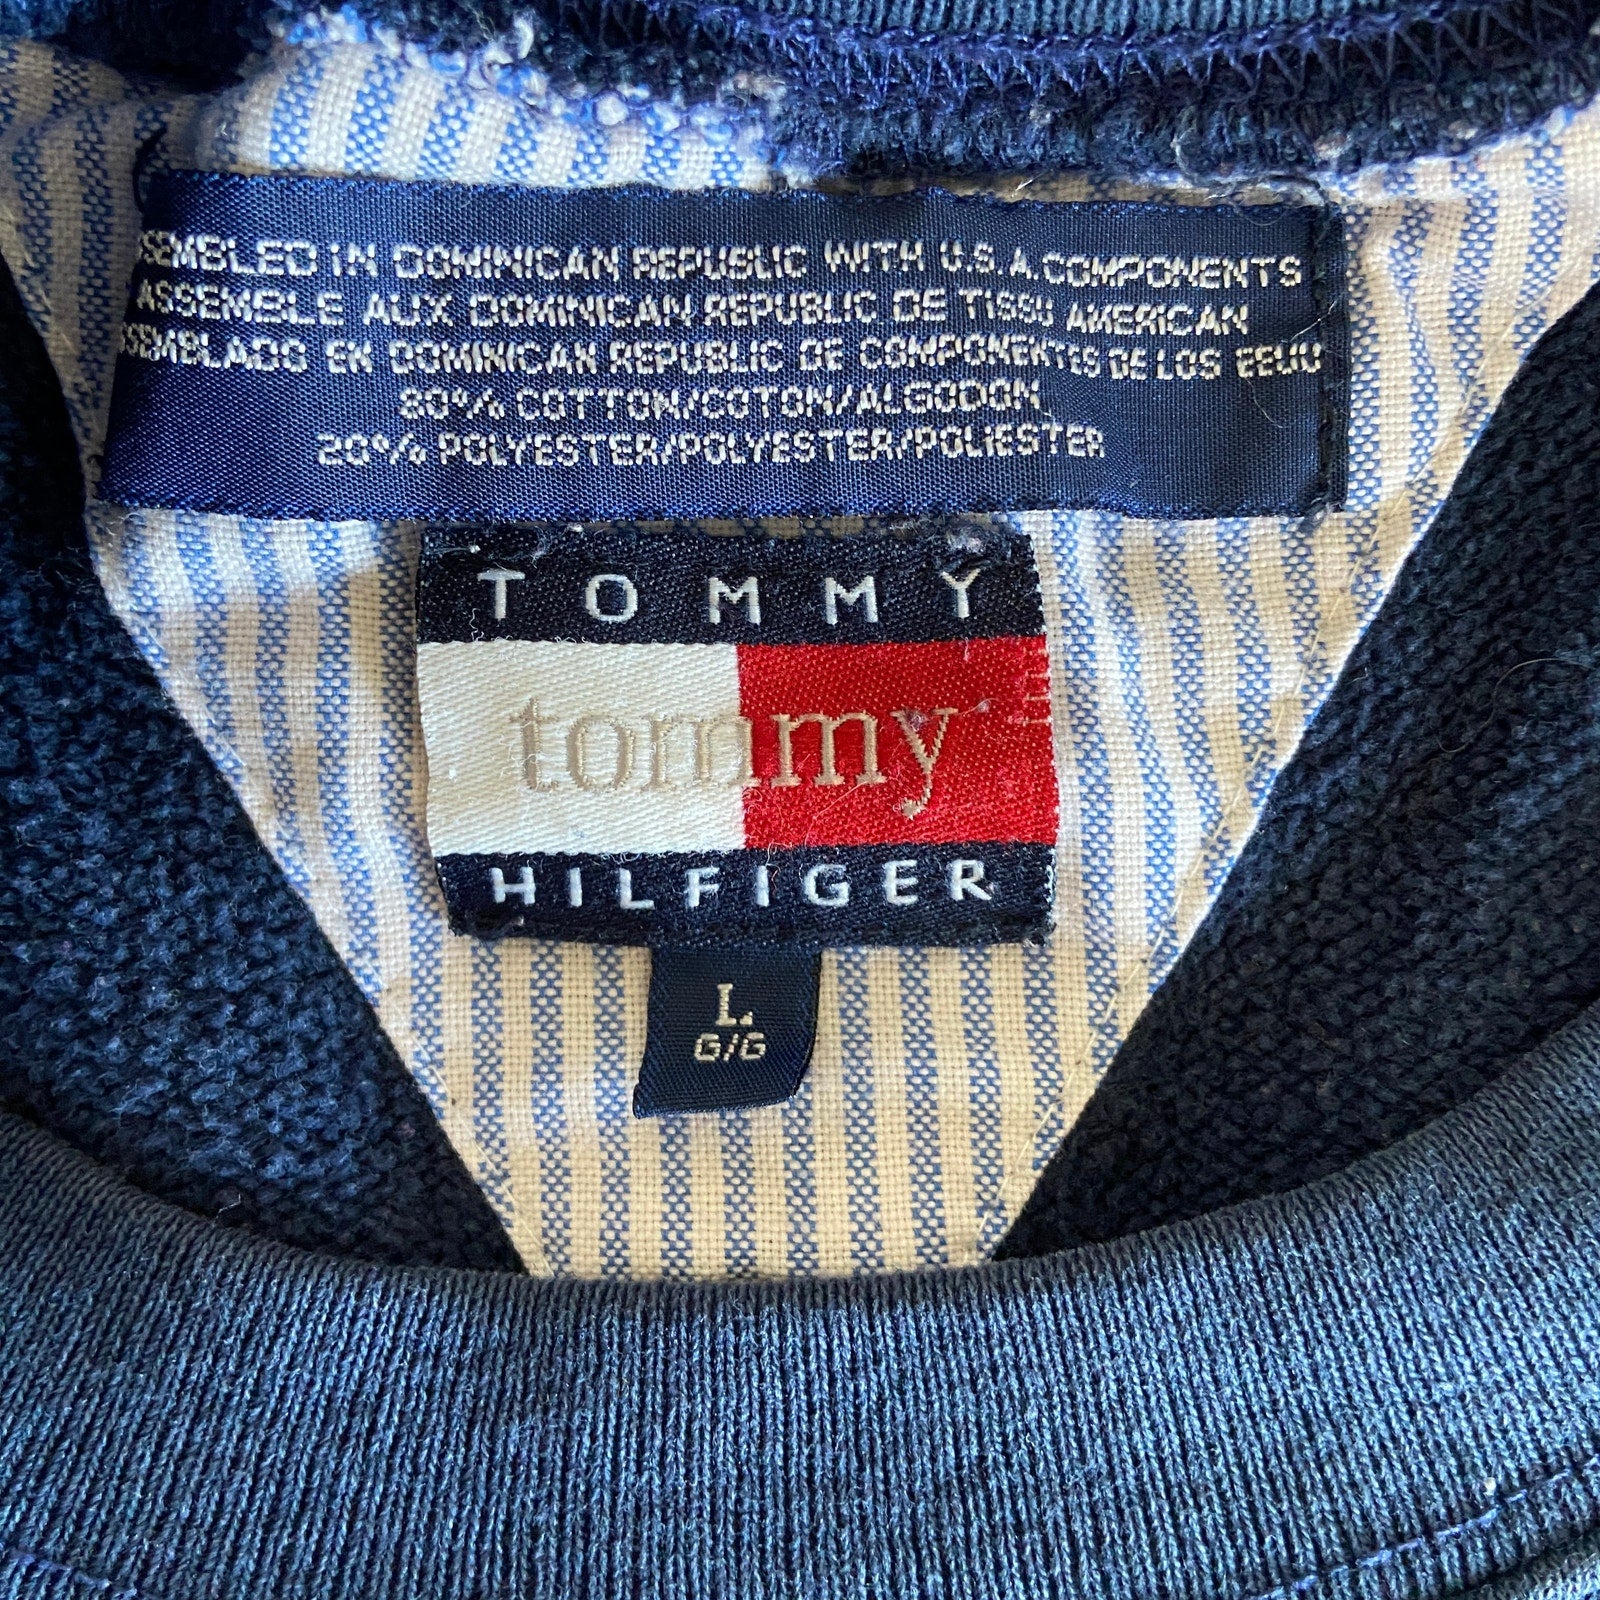 SEMBLED IN DOMINICAN REPUBLIC WITH U.S.A. COMPONENTS
ASSEMBLE AUX DOMINICAN REPUBLIC DE TISSU AMERICAN
SEMBLADO EN DOMINICAN REPUBLIC DE COMPONENTES DE LOS EEUU
80% COTTON/COTON/ALGODON
20% POLYESTER/POLYESTER/POLIESTER
TOMMY
tommy
HILFIGER
L
G/G